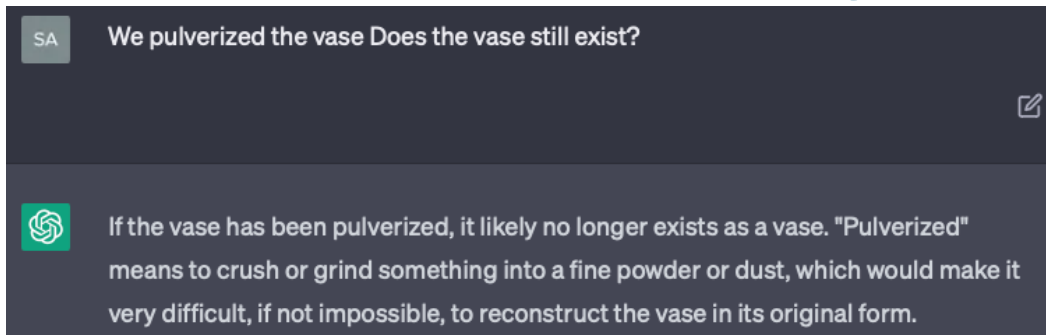 SA
We pulverized the vase Does the vase still exist?
If the vase has been pulverized, it likely no longer exists as a vase. "Pulverized"
means to crush or grind something into a fine powder or dust, which would make it
very difficult, if not impossible, to reconstruct the vase in its original form.